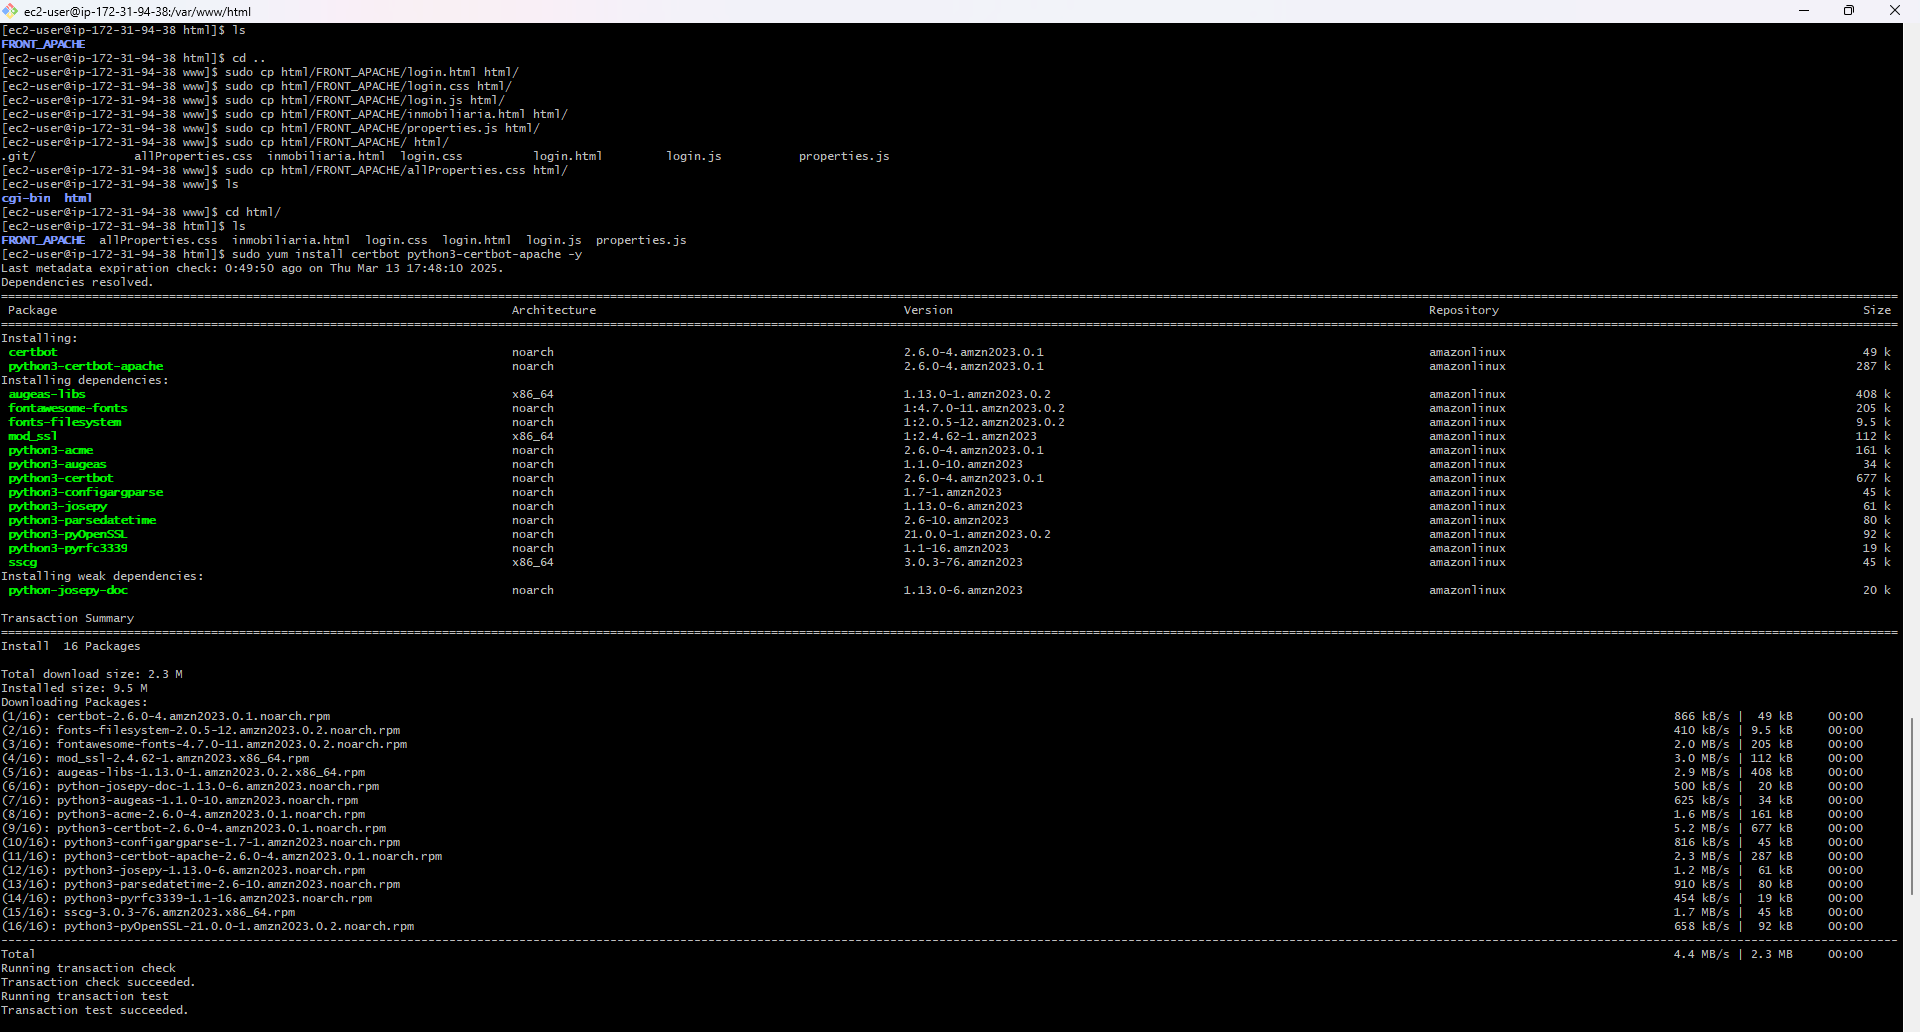 ec2-user@ip-172-31-94-38:/var/www/html
[ec2-user@ip-172-31-94-38 html]$ ls
FRONT_APACHE
[ec2-user@ip-172-31-94-38 html]$ cd ..
[ec2-user@ip-172-31-94-38 www]$ sudo cp html/FRONT_APACHE/login.html html/
[ec2-user@ip-172-31-94-38 www]$ sudo cp html/FRONT_APACHE/login.css html/
[ec2-user@ip-172-31-94-38 www]$ sudo cp html/FRONT_APACHE/login.js html/
[ec2-user@ip-172-31-94-38 www]$ sudo cp html/FRONT_APACHE/inmobiliaria.html html/
[ec2-user@ip-172-31-94-38 www]$ sudo cp html/FRONT_APACHE/properties.js html/
[ec2-user@ip-172-31-94-38 www]$ sudo cp html/FRONT_APACHE/ html/
.git/ allProperties.css inmobiliaria.html login.css login.html login.js properties.js
[ec2-user@ip-172-31-94-38 www]$ sudo cp html/FRONT_APACHE/allProperties.css html/
[ec2-user@ip-172-31-94-38 www]$ ls
cgi-bin html
[ec2-user@ip-172-31-94-38 www]$ cd html/
[ec2-user@ip-172-31-94-38 html]$ ls
FRONT_APACHE allProperties.css inmobiliaria.html login.css login.html login.js properties.js
[ec2-user@ip-172-31-94-38 html]$ sudo yum install certbot python3-certbot-apache -y
Last metadata expiration check: 0:49:50 ago on Thu Mar 13 17:48:10 2025.
Dependencies resolved.
Package Architecture Version Repository Size
Installing:
certbot noarch 2.6.0-4.amzn2023.0.1 amazonlinux 49 k
python3-certbot-apache noarch 2.6.0-4.amzn2023.0.1 amazonlinux 287 k
Installing dependencies:
augeas-libs x86_64 1.13.0-1.amzn2023.0.2 amazonlinux 408 k
fontawesome-fonts noarch 1:4.7.0-11.amzn2023.0.2 amazonlinux 205 k
fonts-filesystem noarch 1:2.0.5-12.amzn2023.0.2 amazonlinux 9.5 k
mod_ssl x86_64 1:2.4.62-1.amzn2023 amazonlinux 112 k
python3-acme noarch 2.6.0-4.amzn2023.0.1 amazonlinux 161 k
python3-augeas noarch 1.1.0-10.amzn2023 amazonlinux 34 k
python3-certbot noarch 2.6.0-4.amzn2023.0.1 amazonlinux 677 k
python3-configargparse noarch 1.7-1.amzn2023 amazonlinux 45 k
python3-josepy noarch 1.13.0-6.amzn2023 amazonlinux 61 k
python3-parsedatetime noarch 2.6-10.amzn2023 amazonlinux 80 k
python3-pyOpenSSL noarch 21.0.0-1.amzn2023.0.2 amazonlinux 92 k
python3-pyrfc3339 noarch 1.1-16.amzn2023 amazonlinux 19 k
sscg x86_64 3.0.3-76.amzn2023 amazonlinux 45 k
Installing weak dependencies:
python-josepy-doc noarch 1.13.0-6.amzn2023 amazonlinux 20 k
Transaction Summary
Install 16 Packages
Total download size: 2.3 M
Installed size: 9.5 M
Downloading Packages:
(1/16): certbot-2.6.0-4.amzn2023.0.1.noarch.rpm 866 kB/s | 49 kB 00:00
(2/16): fonts-filesystem-2.0.5-12.amzn2023.0.2.noarch.rpm 410 kB/s | 9.5 kB 00:00
(3/16): fontawesome-fonts-4.7.0-11.amzn2023.0.2.noarch.rpm 2.0 MB/s | 205 kB 00:00
(4/16): mod_ssl-2.4.62-1.amzn2023.x86_64.rpm 3.0 MB/s | 112 kB 00:00
(5/16): augeas-libs-1.13.0-1.amzn2023.0.2.x86_64.rpm 2.9 MB/s | 408 kB 00:00
(6/16): python-josepy-doc-1.13.0-6.amzn2023.noarch.rpm 500 kB/s | 20 kB 00:00
(7/16): python3-augeas-1.1.0-10.amzn2023.noarch.rpm 625 kB/s | 34 kB 00:00
(8/16): python3-acme-2.6.0-4.amzn2023.0.1.noarch.rpm 1.6 MB/s | 161 kB 00:00
(9/16): python3-certbot-2.6.0-4.amzn2023.0.1.noarch.rpm 5.2 MB/s | 677 kB 00:00
(10/16): python3-configargparse-1.7-1.amzn2023.noarch.rpm 816 kB/s | 45 kB 00:00
(11/16): python3-certbot-apache-2.6.0-4.amzn2023.0.1.noarch.rpm 2.3 MB/s | 287 kB 00:00
(12/16): python3-josepy-1.13.0-6.amzn2023.noarch.rpm 1.2 MB/s | 61 kB 00:00
(13/16): python3-parsedatetime-2.6-10.amzn2023.noarch.rpm 910 kB/s | 80 kB 00:00
(14/16): python3-pyrfc3339-1.1-16.amzn2023.noarch.rpm 454 kB/s | 19 kB 00:00
(15/16): sscg-3.0.3-76.amzn2023.x86_64.rpm 1.7 MB/s | 45 kB 00:00
(16/16): python3-pyOpenSSL-21.0.0-1.amzn2023.0.2.noarch.rpm 658 kB/s | 92 kB 00:00
Total 4.4 MB/s | 2.3 MB 00:00
Running transaction check
Transaction check succeeded.
Running transaction test
Transaction test succeeded.